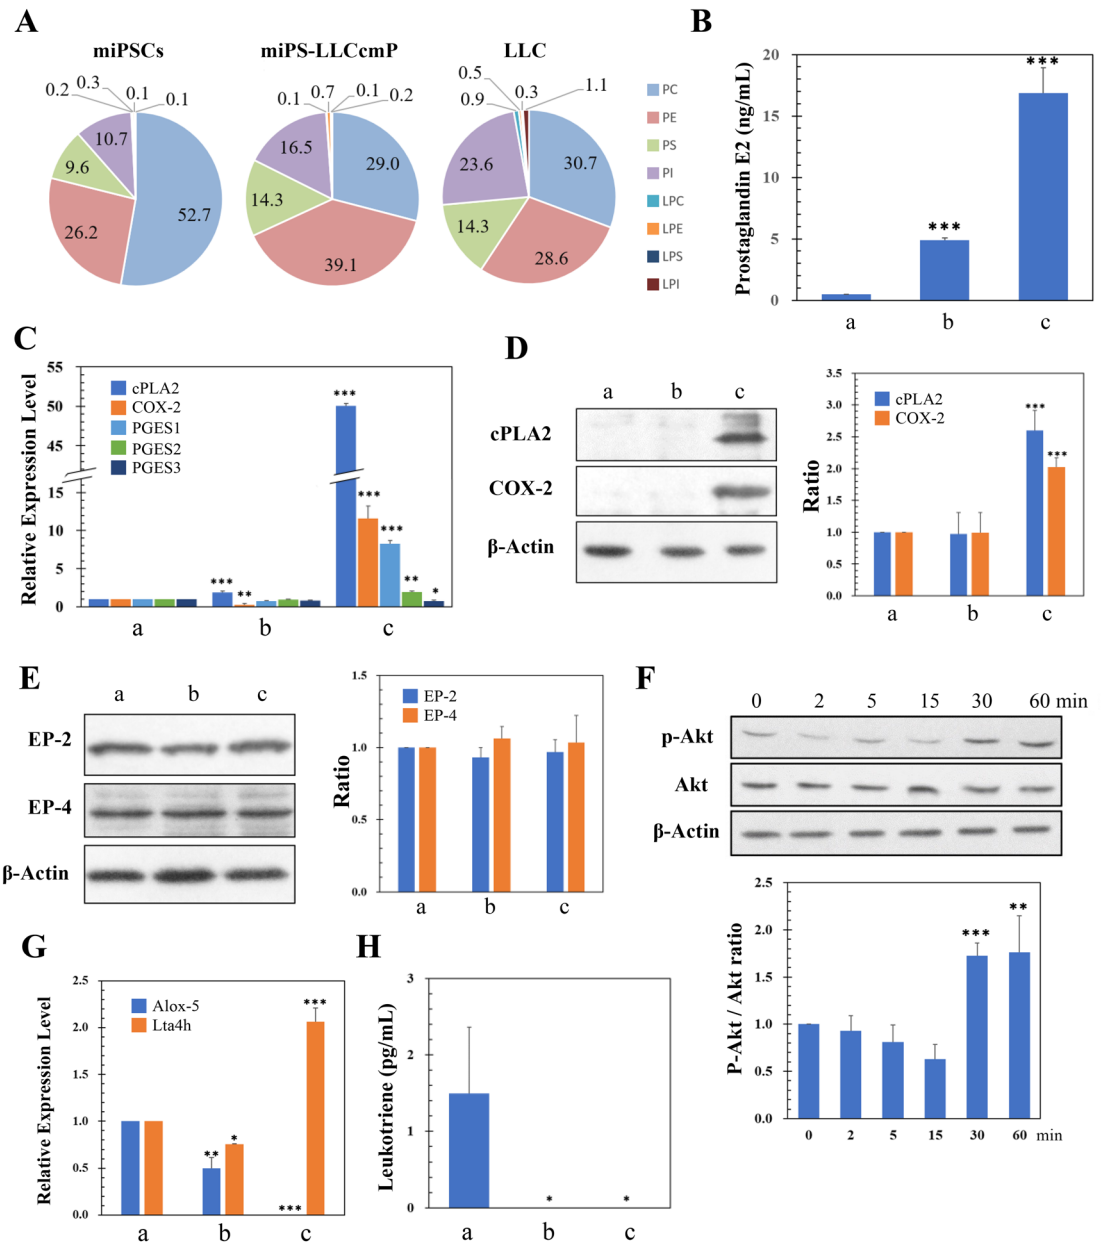 A
miPSCs
miPS-LLCcmP
LLC
0.2
0.3
0.1
0.1
10.7
9.6
26.2
52.7
0.1
0.7
0.1
0.2
16.5
14.3
29.0
39.1
0.9
0.5
0.3
1.1
23.6
14.3
30.7
28.6
PC
PE
PS
PI
LPC
LPE
LPS
LPI
B
Prostaglandin E2 (ng/mL)
20
15
10
5
0
***
***
a b c
C
Relative Expression Level
55
50
45
15
10
5
0
cPLA2
COX-2
PGES1
PGES2
PGES3
***
**
***
***
***
**
*
a b c
D
a b c
cPLA2
COX-2
β-Actin
Ratio
3.5
3.0
2.5
2.0
1.5
1.0
0.5
0.0
cPLA2
COX-2
***
***
a b c
E
a b c
EP-2
EP-4
β-Actin
Ratio
1.5
1.0
0.5
0.0
EP-2
EP-4
a b c
F
0 2 5 15 30 60 min
p-Akt
Akt
β-Actin
P-Akt / Akt ratio
2.5
2.0
1.5
1.0
0.5
0.0
***
**
0 2 5 15 30 60 min
G
Relative Expression Level
2.5
2.0
1.5
1.0
0.5
0.0
Alox-5
Lta4h
**
*
***
***
a b c
H
Leukotriene (pg/mL)
3
2
1
0
*
*
a b c